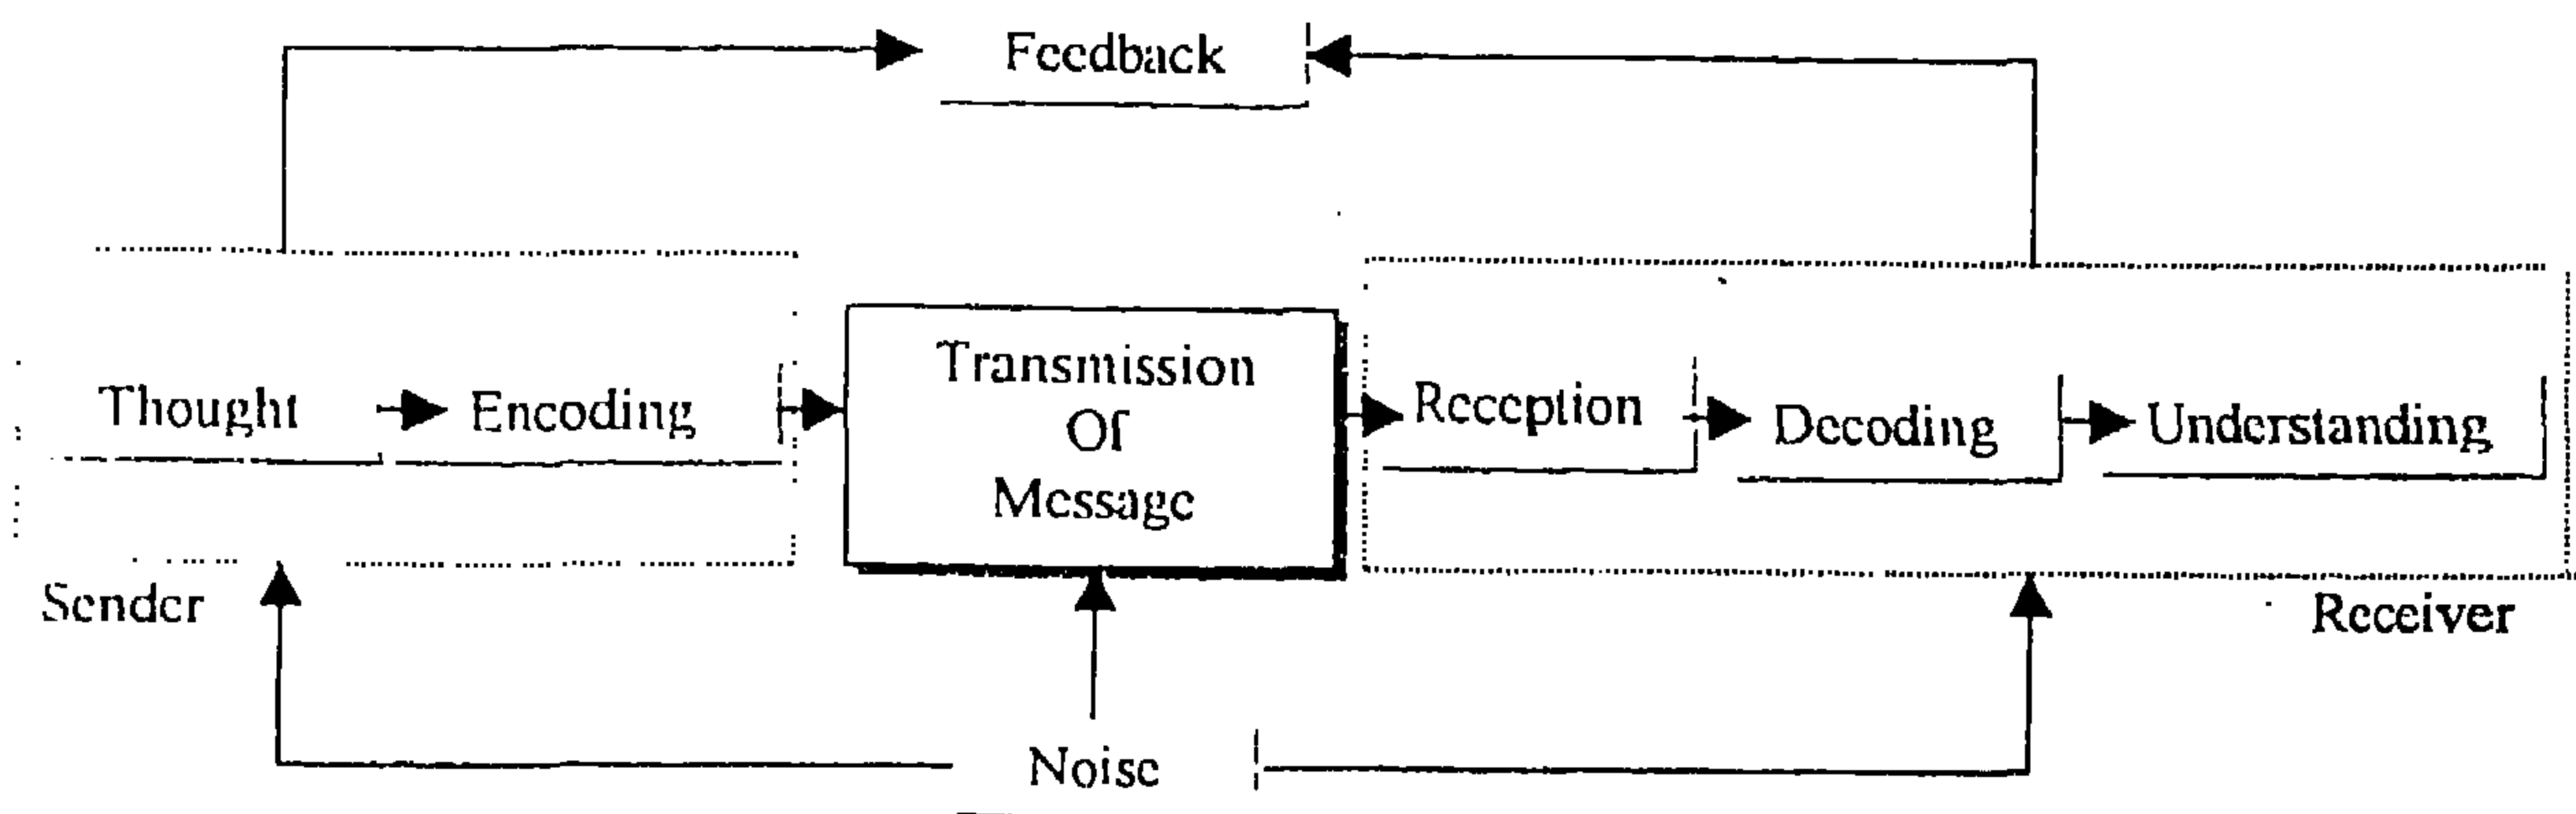 Feedback
Thought
Encoding
Transmission
Of
Message
Reception
Decoding
Understanding
Sender
Receiver
Noise